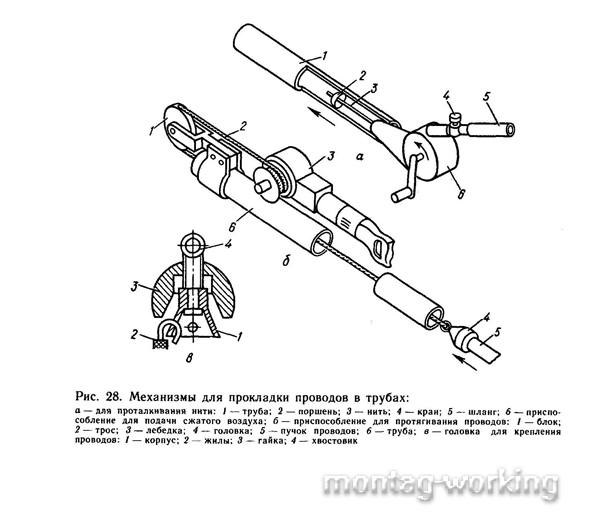 1
2
3
4
5
а
6
1
2
3
6
б
4
3
2
1
в
4
5
Рис. 28. Механизмы для прокладки проводов в трубах:
а — для проталкивания нити: 1 — труба; 2 — поршень; 3 — нить; 4 — кран; 5 — шланг; 6 — приспо-
собление для подачи сжатого воздуха; б — приспособление для протягивания проводов: 1 — блок;
2 — трос; 3 — лебедка; 4 — головка; 5 — пучок проводов; 6 — труба; в — головка для крепления
проводов: 1 — корпус; 2 — жилы; 3 — гайка; 4 — хвостовик
montag-working